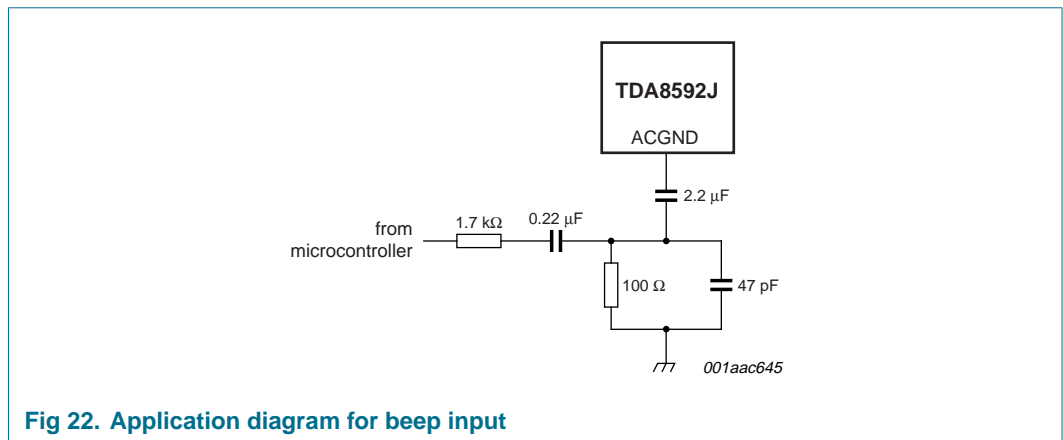 TDA8592J
ACGND
2.2 μF
1.7 kΩ
0.22 μF
from
microcontroller
100 Ω
47 pF
001aac645
Fig 22. Application diagram for beep input